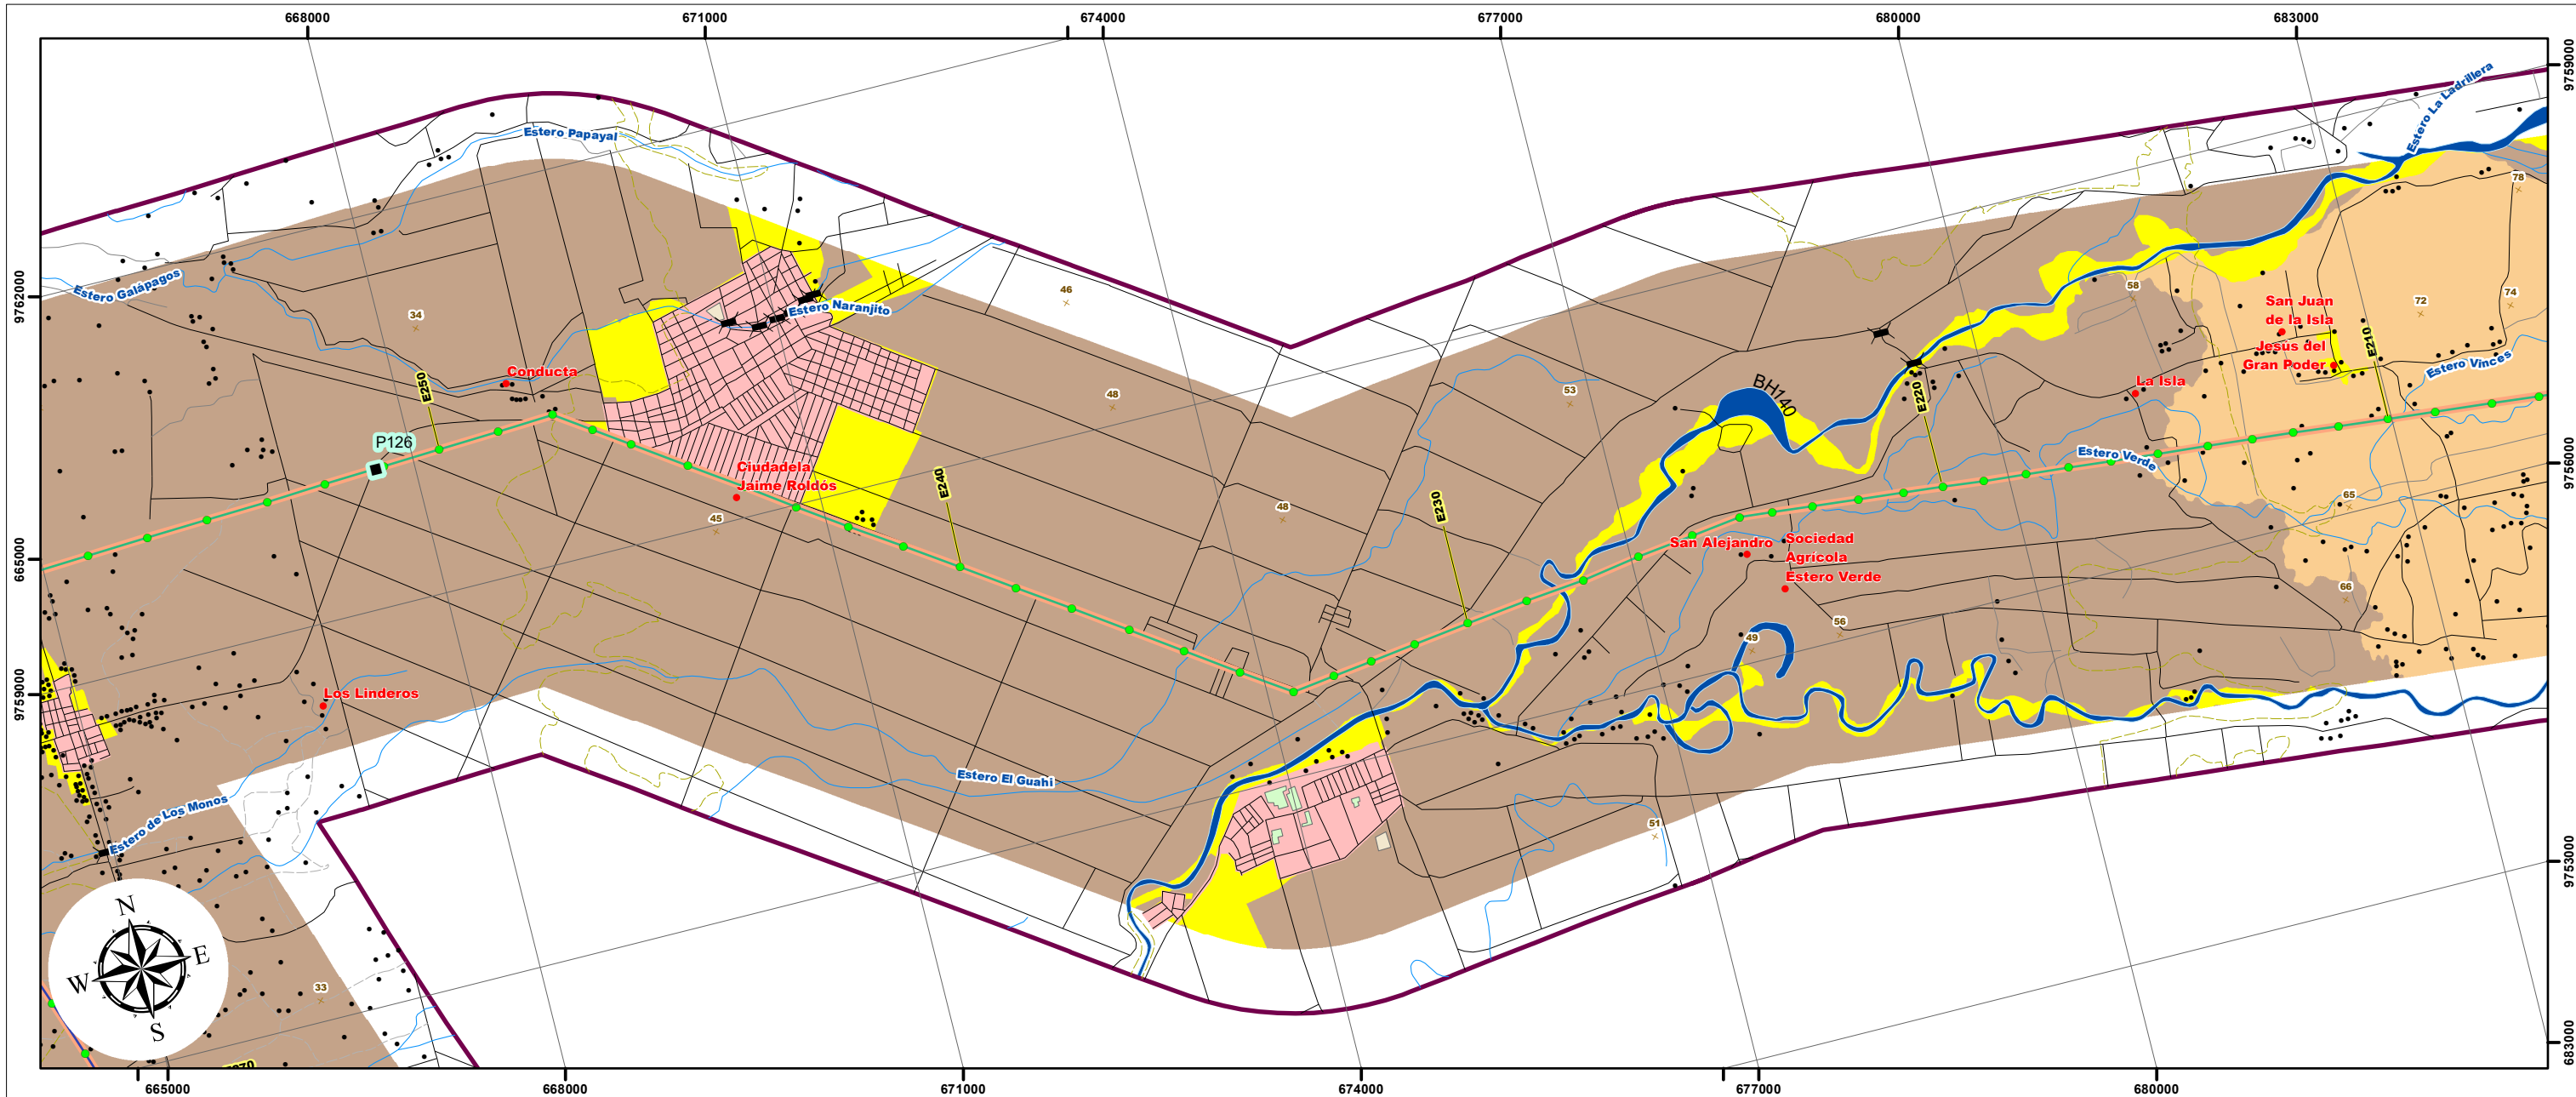 668000
671000
674000
677000
680000
683000
9759000
Estero La Ladrillera
Estero Papayal
78
Estero Galápagos
46
58
72
74
9762000
34
Estero Naranjito
San Juan
de la Isla
E210
Jesus del
Gran Poder
Estero Vinces
Conducta
E250
48
53
BH140
La Isla
E220
P126
Ciudadela
Jaime Roldós
Estero Verde
9756000
E240
E230
45
48
65
665000
San Alejandro
Sociedad
Agrícola
Estero Verde
66
56
49
9759000
Los Linderos
Estero El Guahi
Estero de Los Monos
51
9753000
N
E
W
S
33
683000
665000
668000
671000
674000
677000
680000